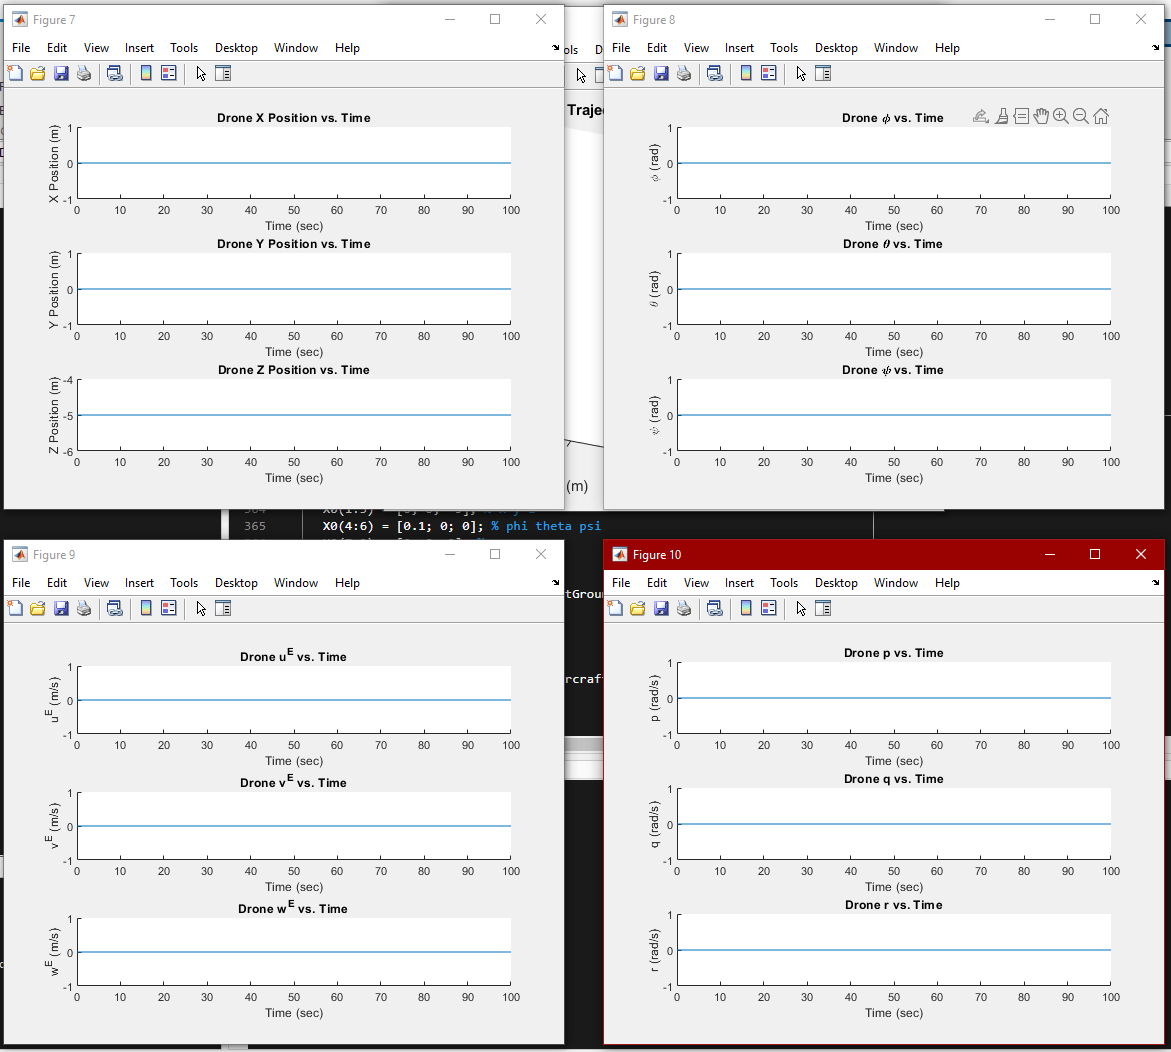 Figure 7
File Edit View Insert Tools Desktop Window Help
Drone X Position vs. Time
X Position (m)
1
0
-1
0 10 20 30 40 50 60 70 80 90 100
Time (sec)
Drone Y Position vs. Time
Y Position (m)
1
0
-1
0 10 20 30 40 50 60 70 80 90 100
Time (sec)
Drone Z Position vs. Time
Z Position (m)
-4
-5
-6
0 10 20 30 40 50 60 70 80 90 100
Time (sec)
ols D
Traje
(m)
Figure 8
File Edit View Insert Tools Desktop Window Help
Drone ϕ vs. Time
ϕ (rad)
1
0
-1
0 10 20 30 40 50 60 70 80 90 100
Time (sec)
Drone θ vs. Time
θ (rad)
1
0
-1
0 10 20 30 40 50 60 70 80 90 100
Time (sec)
Drone ψ vs. Time
ψ (rad)
1
0
-1
0 10 20 30 40 50 60 70 80 90 100
Time (sec)
365 X0(4:6) = [0.1; 0; 0]; % phi theta psi
Figure 9
File Edit View Insert Tools Desktop Window Help
Drone u^E vs. Time
u^E (m/s)
1
0
-1
0 10 20 30 40 50 60 70 80 90 100
Time (sec)
Drone v^E vs. Time
v^E (m/s)
1
0
-1
0 10 20 30 40 50 60 70 80 90 100
Time (sec)
Drone w^E vs. Time
w^E (m/s)
1
0
-1
0 10 20 30 40 50 60 70 80 90 100
Time (sec)
tGrou
rcraf
Figure 10
File Edit View Insert Tools Desktop Window Help
Drone p vs. Time
p (rad/s)
1
0
-1
0 10 20 30 40 50 60 70 80 90 100
Time (sec)
Drone q vs. Time
q (rad/s)
1
0
-1
0 10 20 30 40 50 60 70 80 90 100
Time (sec)
Drone r vs. Time
r (rad/s)
1
0
-1
0 10 20 30 40 50 60 70 80 90 100
Time (sec)